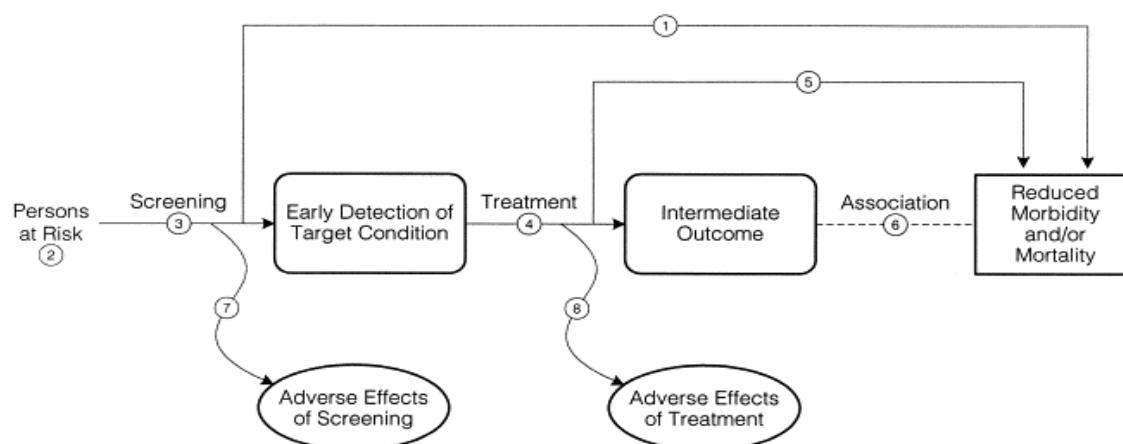 1
5
Persons
at Risk
2
Screening
3
Early Detection of
Target Condition
Treatment
4
Intermediate
Outcome
Association
6
Reduced
Morbidity
and/or
Mortality
7
8
Adverse Effects
of Screening
Adverse Effects
of Treatment